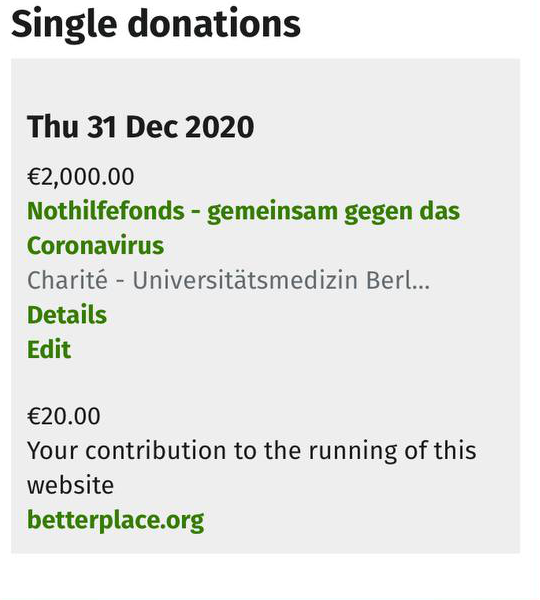 Single donations
Thu 31 Dec 2020
€2,000.00
Nothilfefonds - gemeinsam gegen das
Coronavirus
Charité - Universitätsmedizin Berl...
Details
Edit
€20.00
Your contribution to the running of this
website
betterplace.org